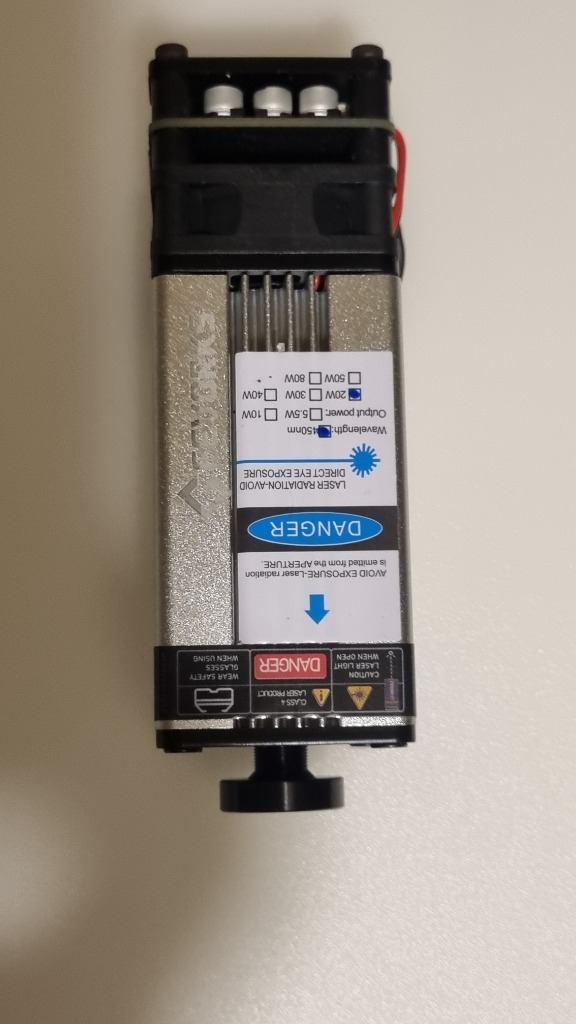 CLASS 4
LASER PRODUCT
CAUTION
LASER LIGHT
WHEN OPEN
DANGER
WEAR SAFETY
GLASSES
WHEN USING
AVOID EXPOSURE-Laser radiation
is emitted from the APERTURE.
DANGER
LASER RADIATION-AVOID
DIRECT EYE EXPOSURE
Wavelength: 450nm
Output power: 5.5W 10W
20W 30W 40W
50W 80W